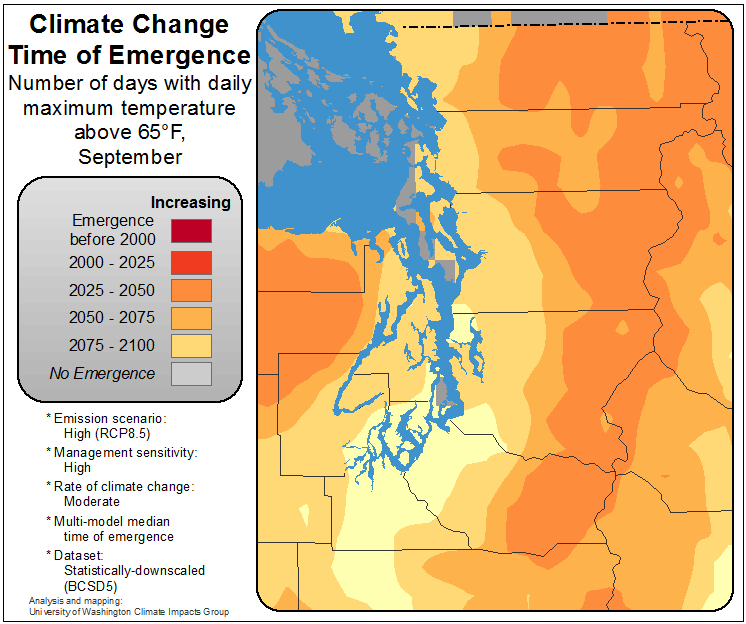 Climate Change
Time of Emergence
Number of days with daily
maximum temperature
above 65°F,
September
Increasing
Emergence
before 2000
2000 - 2025
2025 - 2050
2050 - 2075
2075 - 2100
No Emergence
* Emission scenario:
High (RCP8.5)
* Management sensitivity:
High
* Rate of climate change:
Moderate
* Multi-model median
time of emergence
* Dataset:
Statistically-downscaled
(BCSD5)
Analysis and mapping:
University of Washington Climate Impacts Group